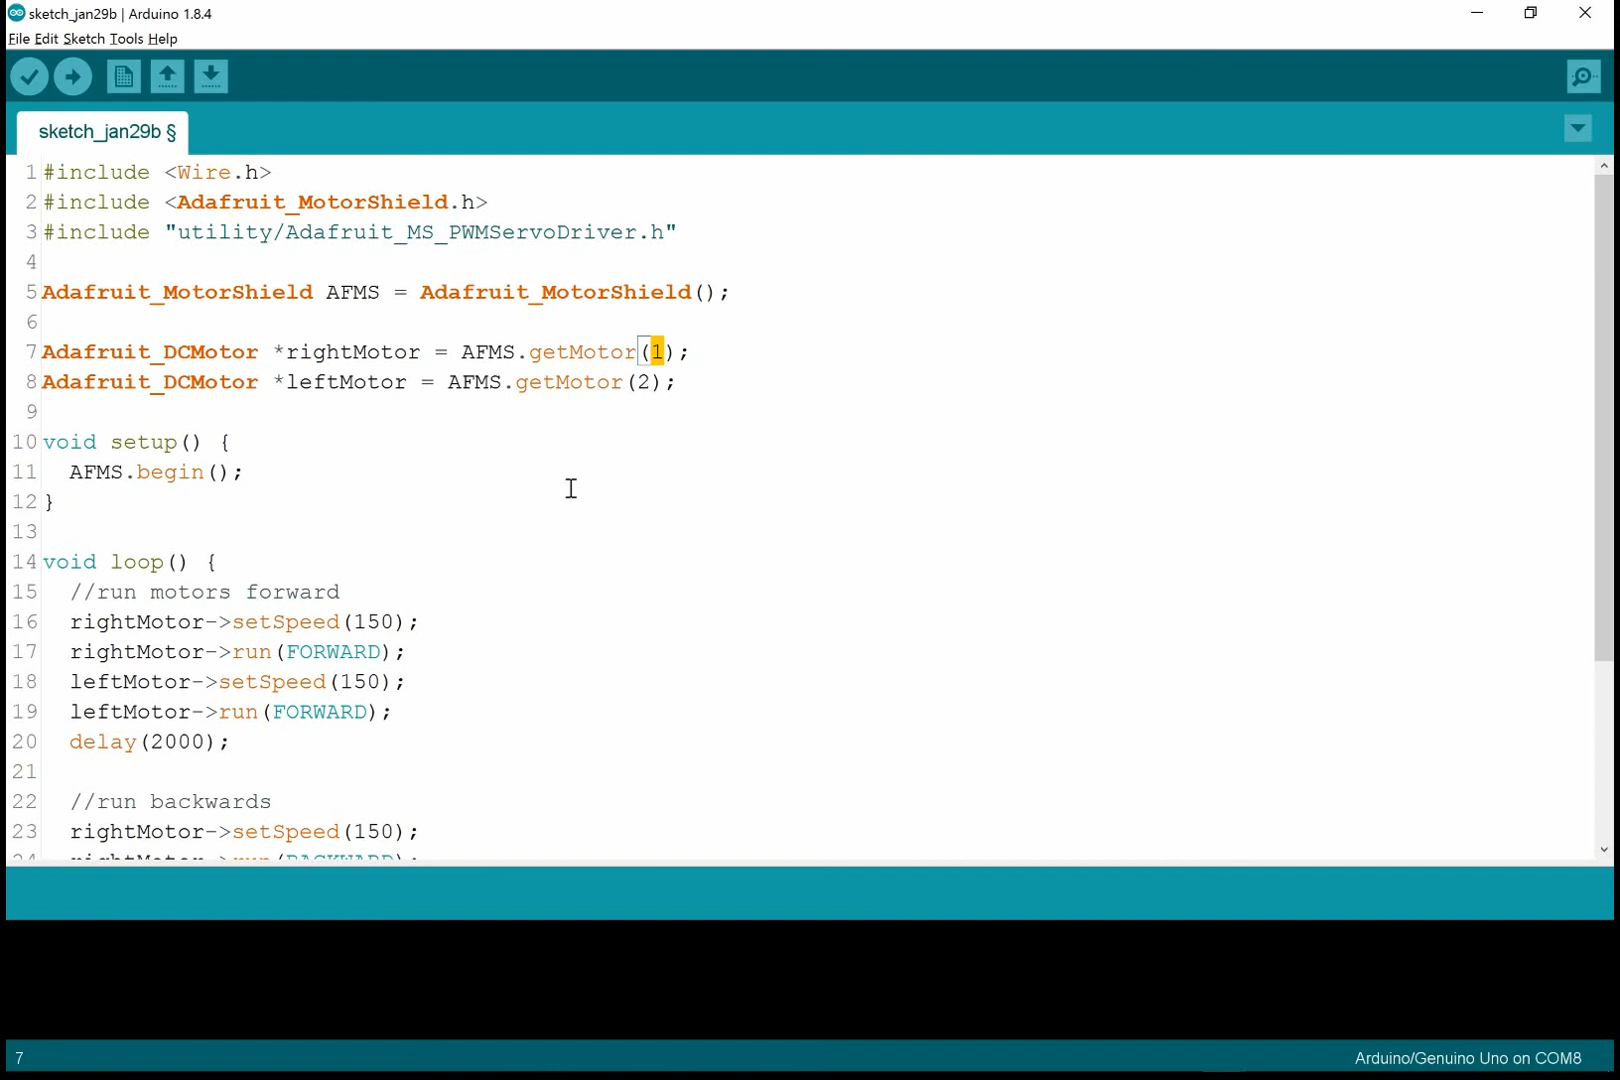 sketch_jan29b | Arduino 1.8.4
File Edit Sketch Tools Help
sketch_jan29b §
1 #include <Wire.h>
2 #include <Adafruit_MotorShield.h>
3 #include "utility/Adafruit_MS_PWMServoDriver.h"
4
5 Adafruit_MotorShield AFMS = Adafruit_MotorShield();
6
7 Adafruit_DCMotor *rightMotor = AFMS.getMotor(1);
8 Adafruit_DCMotor *leftMotor = AFMS.getMotor(2);
9
10 void setup() {
11 AFMS.begin();
12 }
13
14 void loop() {
15 //run motors forward
16 rightMotor->setSpeed(150);
17 rightMotor->run(FORWARD);
18 leftMotor->setSpeed(150);
19 leftMotor->run(FORWARD);
20 delay(2000);
21
22 //run backwards
23 rightMotor->setSpeed(150);
24 rightMotor->run(BACKWARD);
7
Arduino/Genuino Uno on COM8